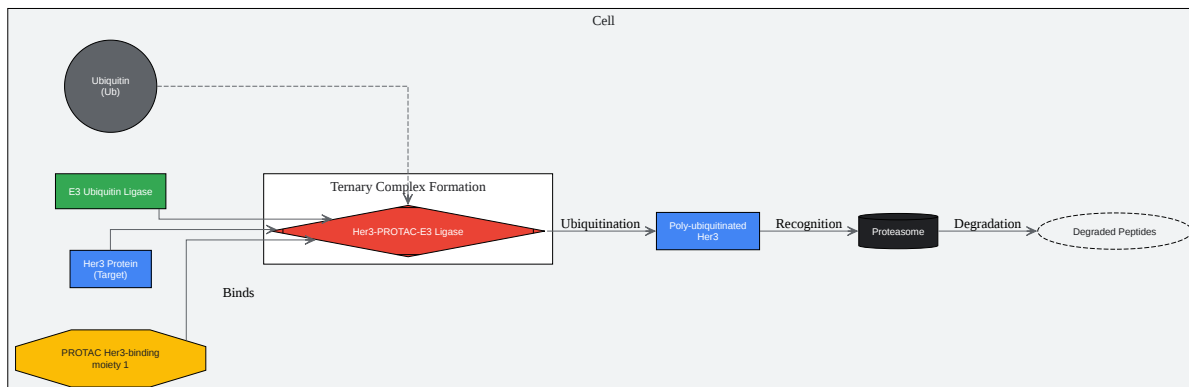 Cell
Ubiquitin
(Ub)
E3 Ubiquitin Ligase
Her3 Protein
(Target)
Binds
PROTAC Her3-binding
moiety 1
Ternary Complex Formation
Her3-PROTAC-E3 Ligase
Ubiquitination
Poly-ubiquitinated
Her3
Recognition
Proteasome
Degradation
Degraded Peptides